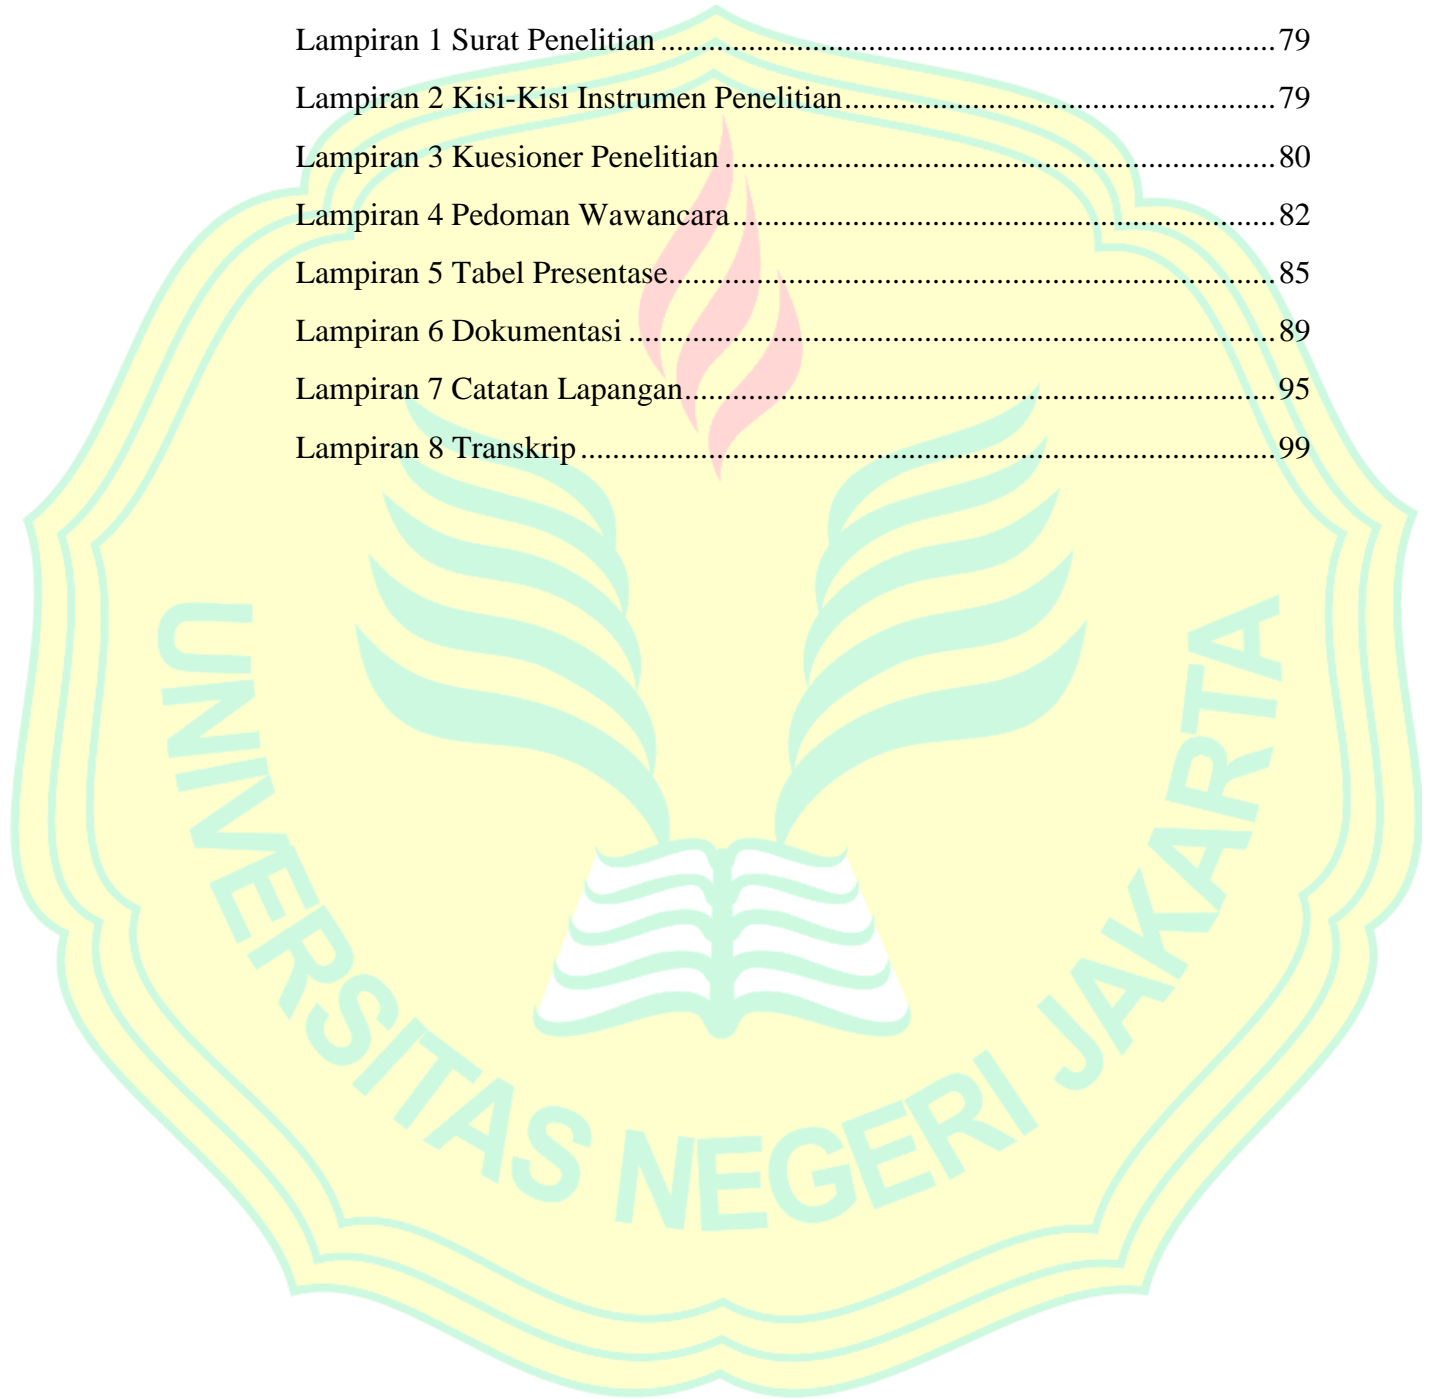 Lampiran 1 Surat Penelitian ............................................................................ 79
Lampiran 2 Kisi-Kisi Instrumen Penelitian ..................................................... 79
Lampiran 3 Kuesioner Penelitian .................................................................... 80
Lampiran 4 Pedoman Wawancara ................................................................... 82
Lampiran 5 Tabel Presentase ........................................................................... 85
Lampiran 6 Dokumentasi ................................................................................ 89
Lampiran 7 Catatan Lapangan ......................................................................... 95
Lampiran 8 Transkrip ...................................................................................... 99
UNIVERSITAS NEGERI JAKARTA